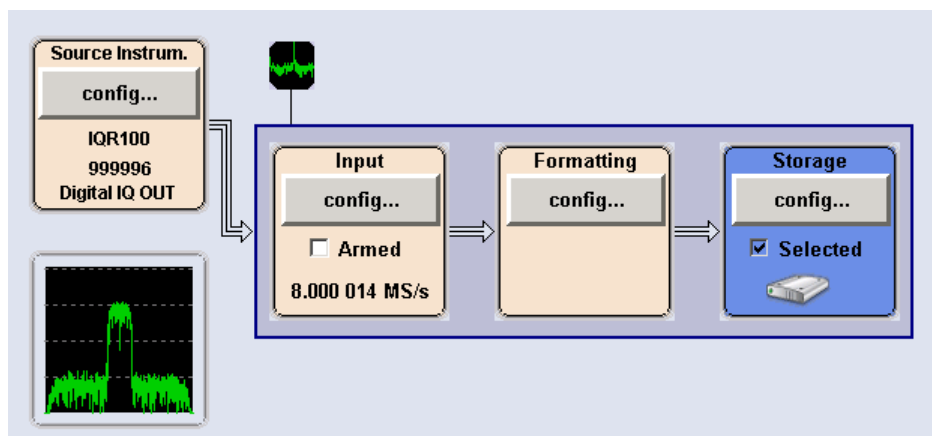 Source Instrum.
config...
IQR100
999996
Digital IQ OUT
Input
config...
Armed
8.000 014 MS/s
Formatting
config...
Storage
config...
Selected